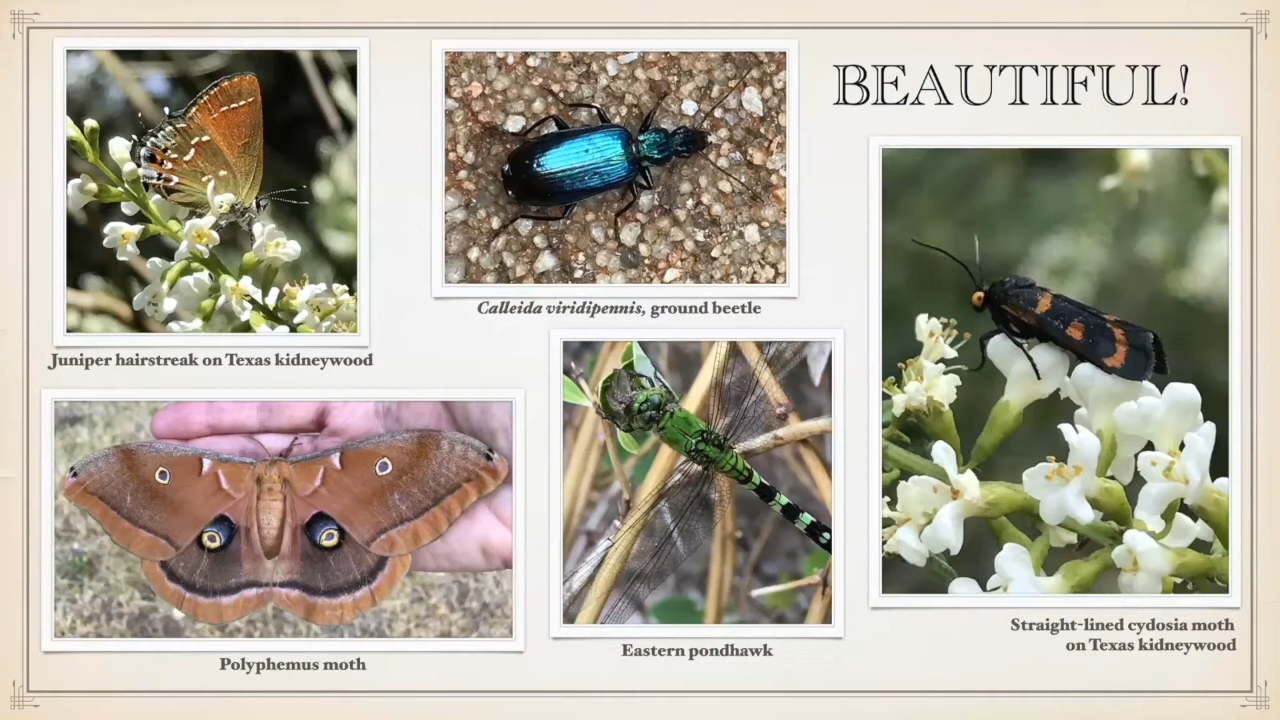 BEAUTIFUL!
Juniper hairstreak on Texas kidneywood
Calleida viridipennis, ground beetle
Polyphemus moth
Eastern pondhawk
Straight-lined cydosia moth
on Texas kidneywood